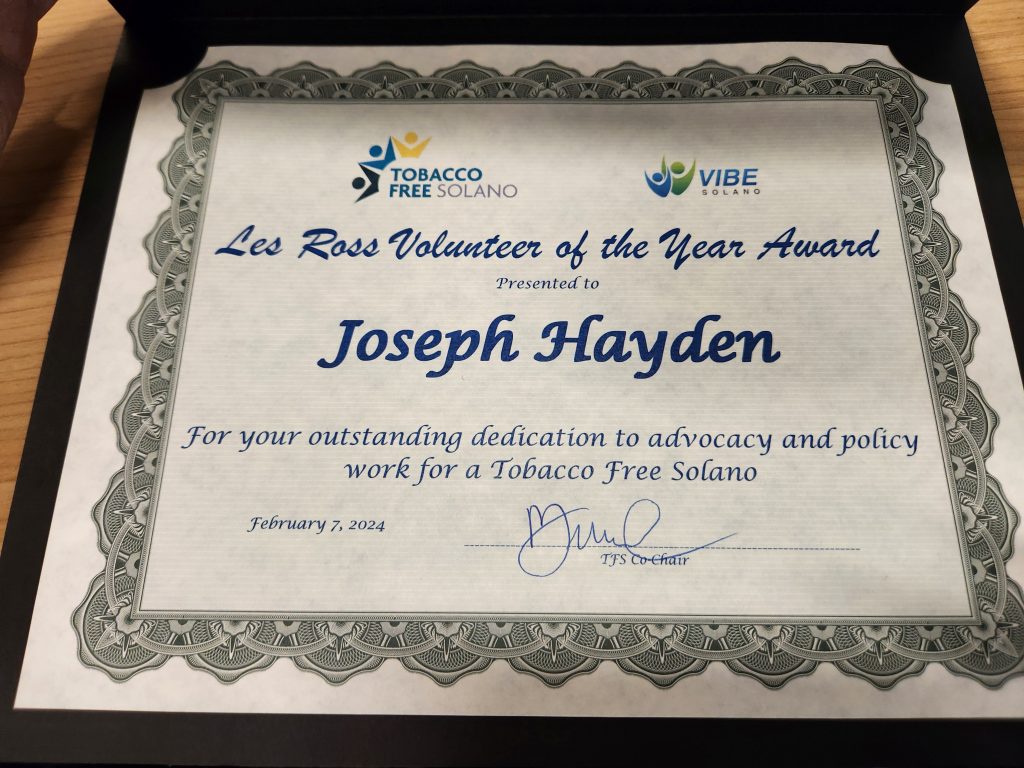 TOBACCO
FREE SOLANO
VIBE
SOLANO
Les Ross Volunteer of the Year Award
Presented to
Joseph Hayden
For your outstanding dedication to advocacy and policy
work for a Tobacco Free Solano
February 7, 2024
TFS Co-Chair